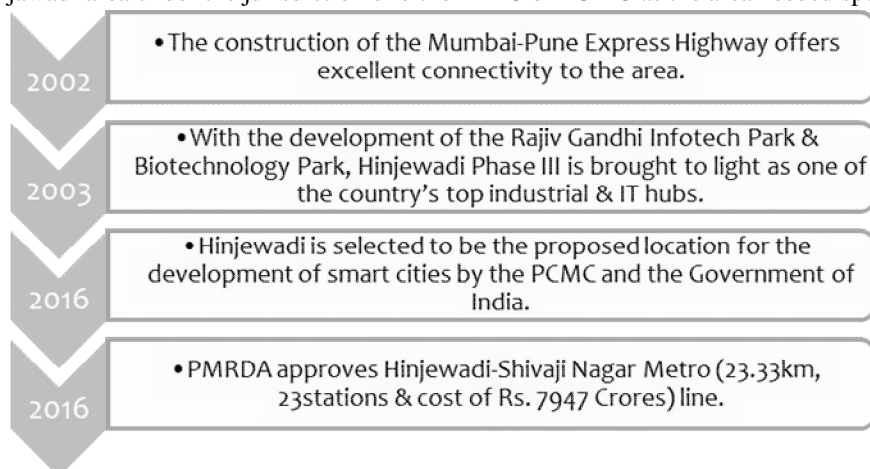 2002
• The construction of the Mumbai-Pune Express Highway offers
excellent connectivity to the area.
2003
• With the development of the Rajiv Gandhi Infotech Park &
Biotechnology Park, Hinjewadi Phase III is brought to light as one of
the country's top industrial & IT hubs.
2016
• Hinjewadi is selected to be the proposed location for the
development of smart cities by the PCMC and the Government of
India.
2016
• PMRDA approves Hinjewadi-Shivaji Nagar Metro (23.33km,
23stations & cost of Rs. 7947 Crores) line.